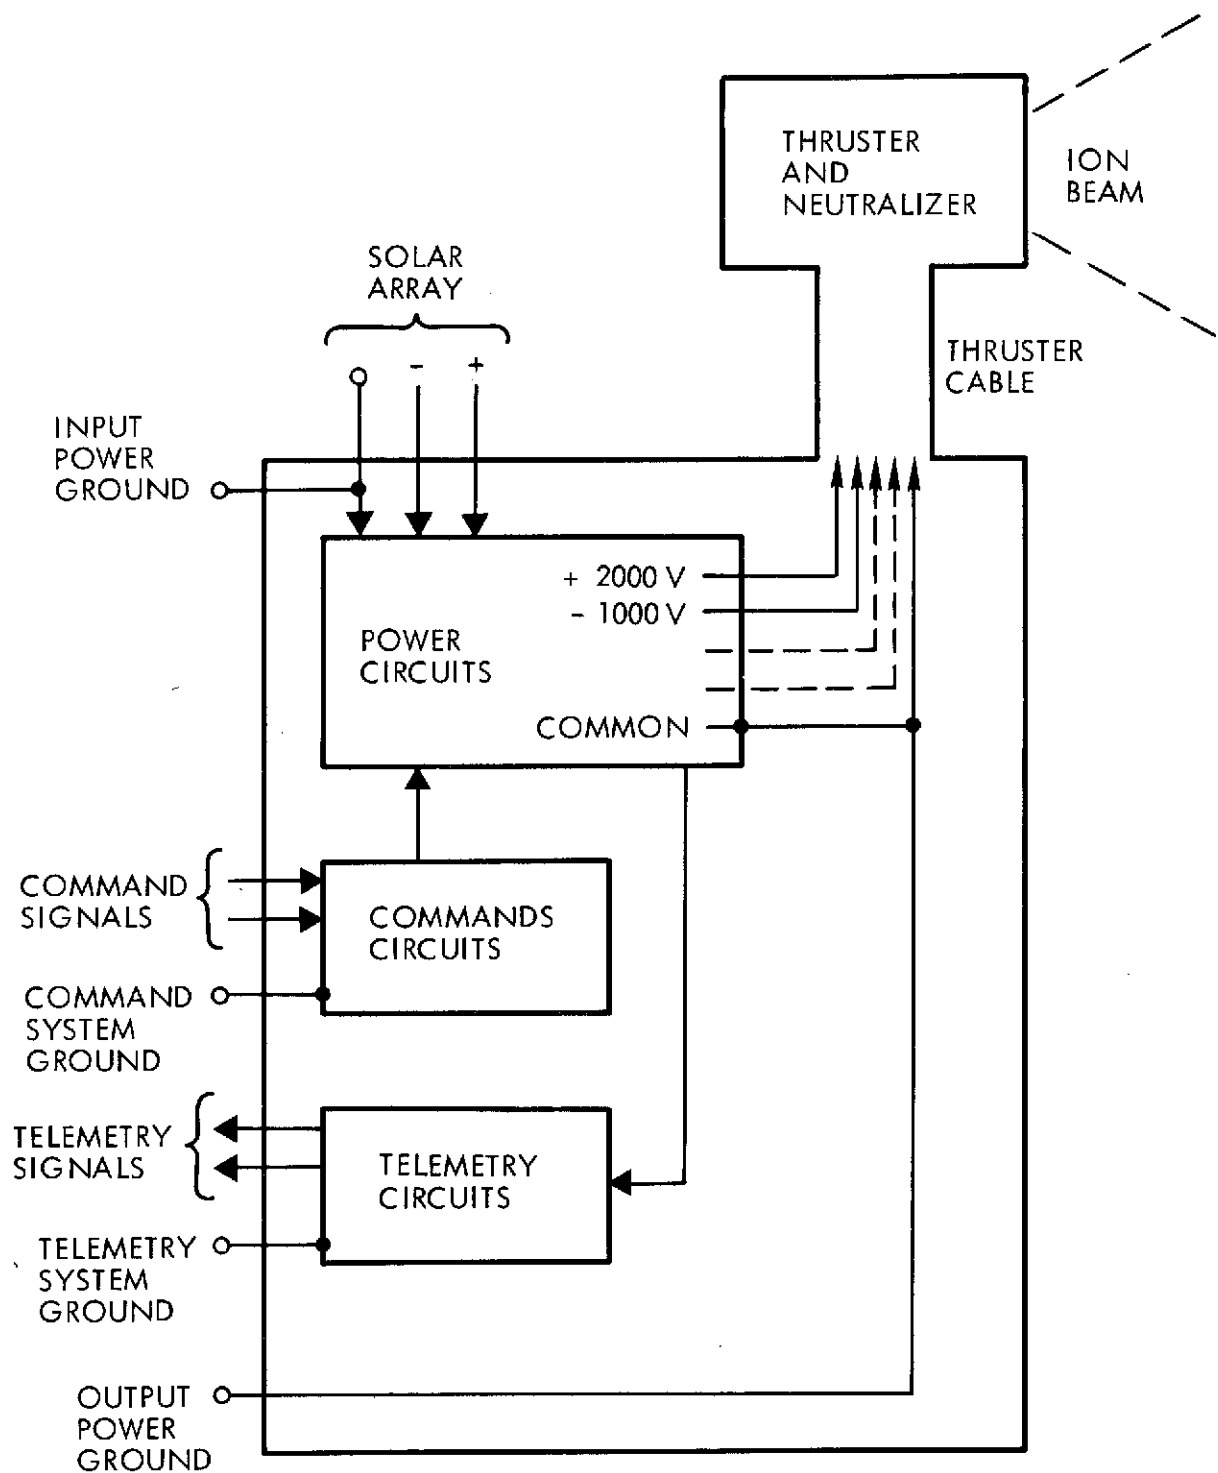 THRUSTER
AND
NEUTRALIZER
ION
BEAM
SOLAR
ARRAY
- +
THRUSTER
CABLE
INPUT
POWER
GROUND
+ 2000 V
- 1000 V
POWER
CIRCUITS
COMMON
COMMAND
SIGNALS
COMMANDS
CIRCUITS
COMMAND
SYSTEM
GROUND
TELEMETRY
SIGNALS
TELEMETRY
CIRCUITS
TELEMETRY
SYSTEM
GROUND
OUTPUT
POWER
GROUND